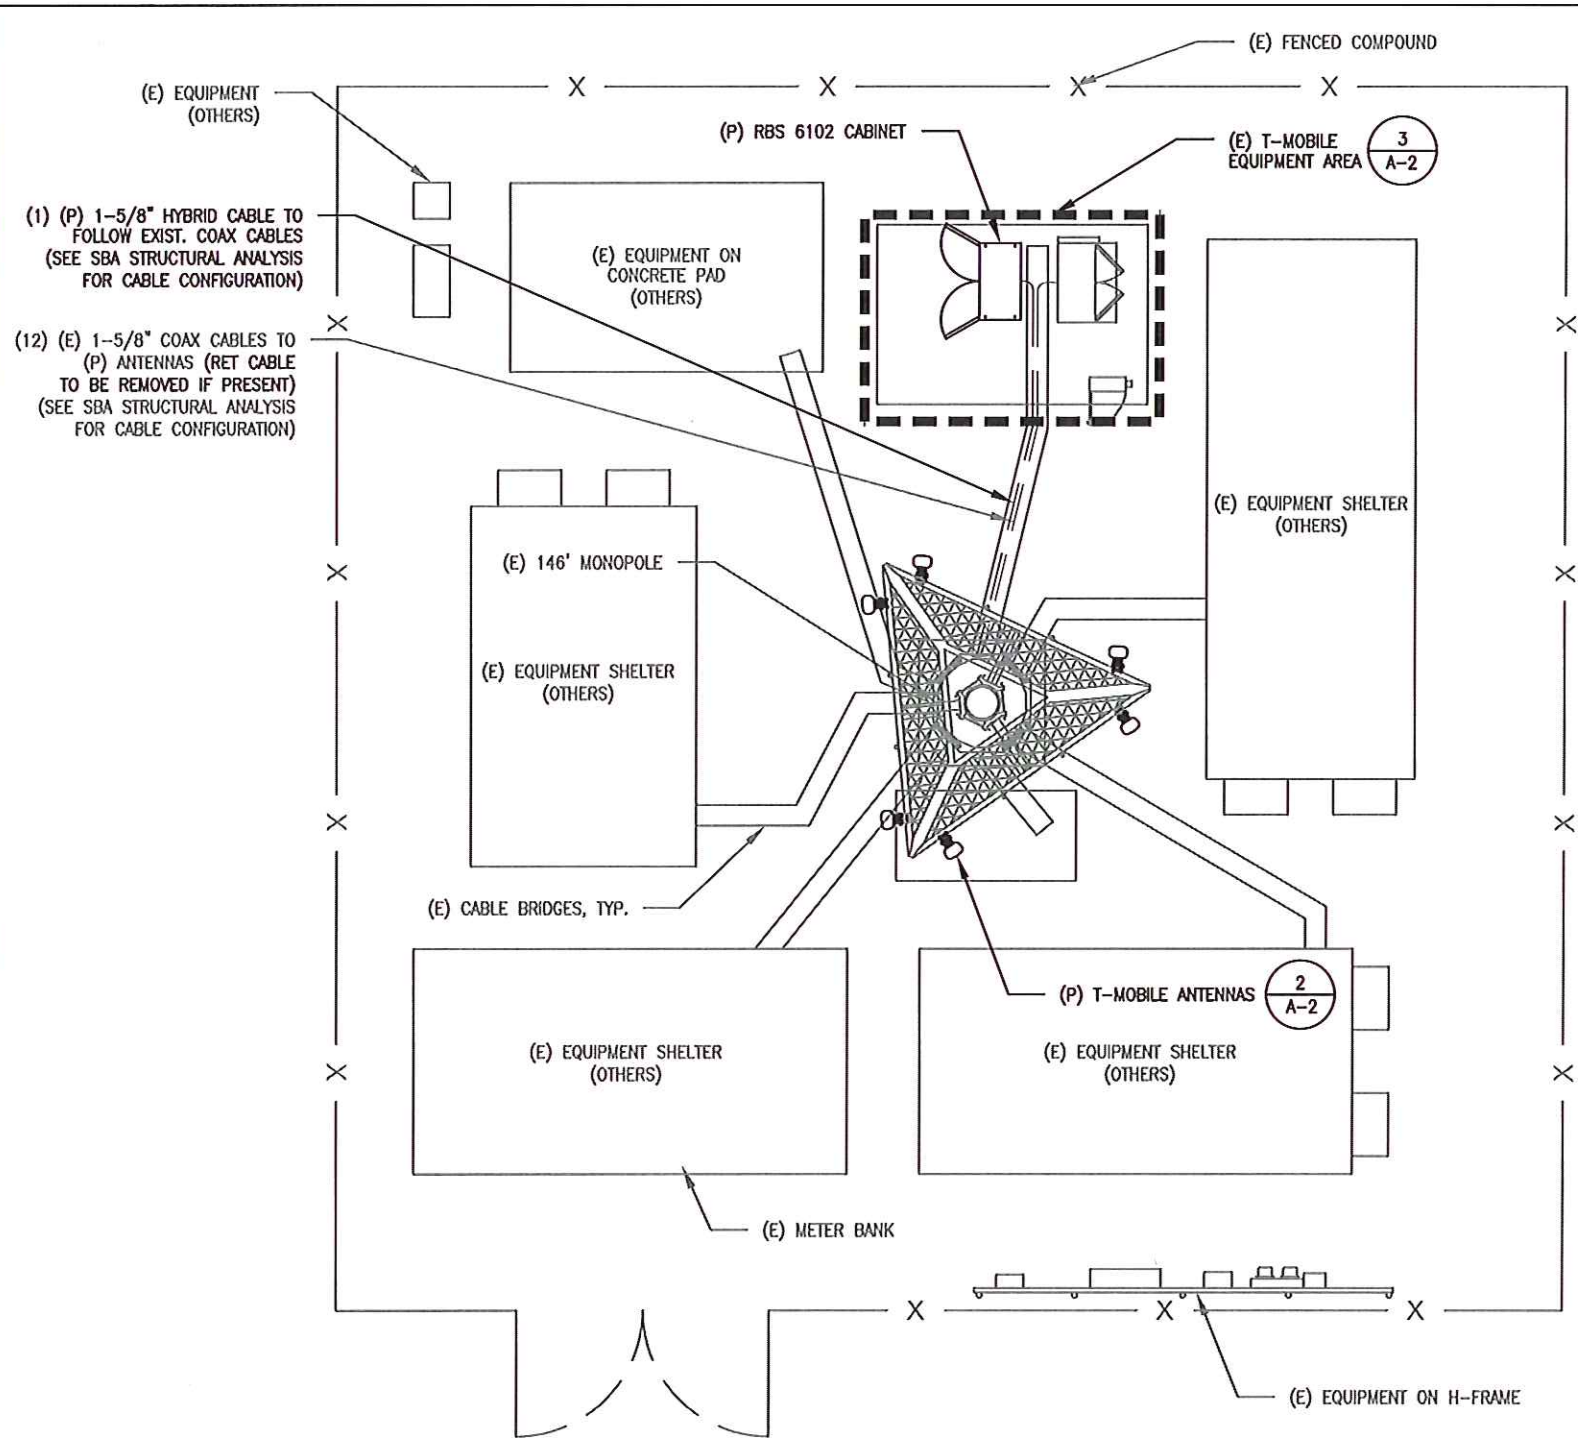 (E) FENCED COMPOUND
(E) EQUIPMENT
(OTHERS)
(P) RBS 6102 CABINET
(E) T-MOBILE
EQUIPMENT AREA
3
A-2
(1) (P) 1-5/8" HYBRID CABLE TO
FOLLOW EXIST. COAX CABLES
(SEE SBA STRUCTURAL ANALYSIS
FOR CABLE CONFIGURATION)
(E) EQUIPMENT ON
CONCRETE PAD
(OTHERS)
(12) (E) 1-5/8" COAX CABLES TO
(P) ANTENNAS (RET CABLE
TO BE REMOVED IF PRESENT)
(SEE SBA STRUCTURAL ANALYSIS
FOR CABLE CONFIGURATION)
(E) EQUIPMENT SHELTER
(OTHERS)
(E) 146' MONOPOLE
(E) EQUIPMENT SHELTER
(OTHERS)
(E) CABLE BRIDGES, TYP.
(P) T-MOBILE ANTENNAS
2
A-2
(E) EQUIPMENT SHELTER
(OTHERS)
(E) EQUIPMENT SHELTER
(OTHERS)
(E) METER BANK
(E) EQUIPMENT ON H-FRAME